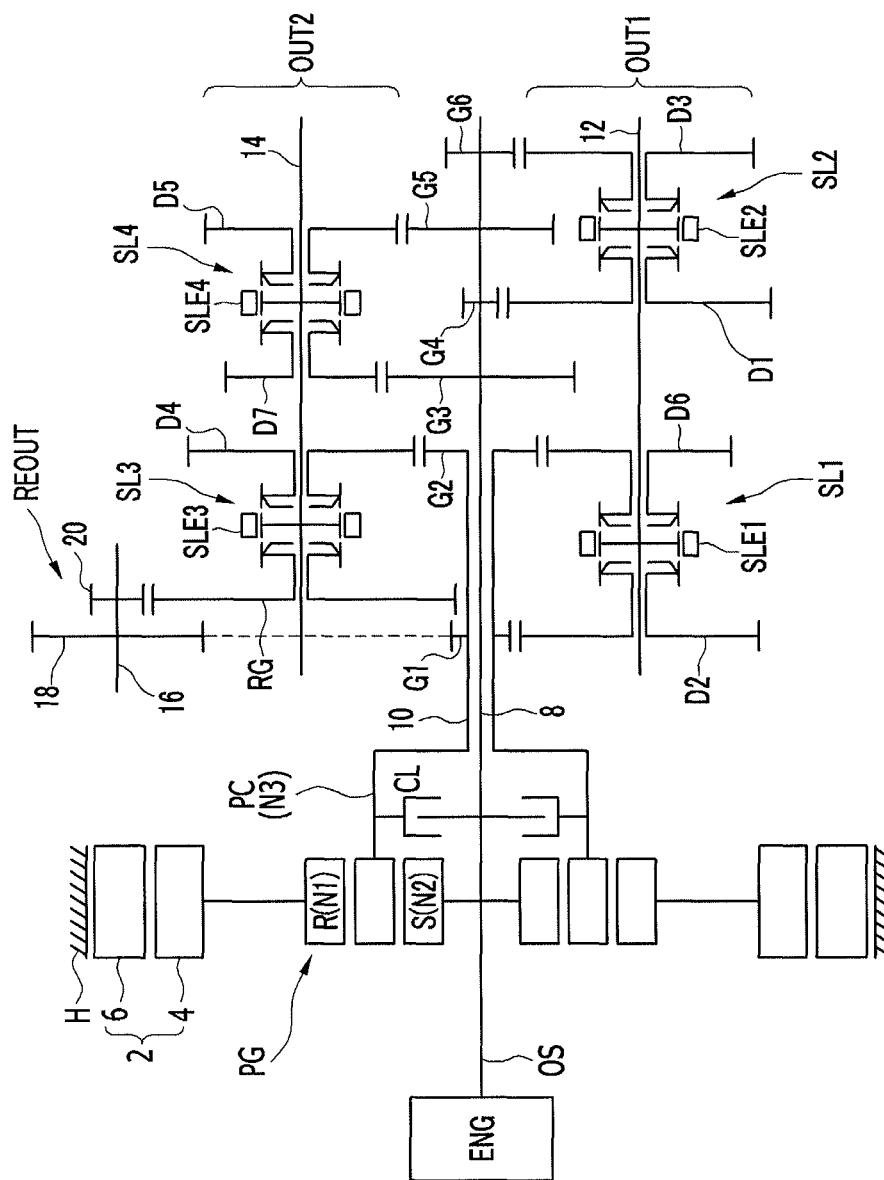 OUT2
OUT1
14
12
G6
D3
D5
G5
SL2
SL4
SLE4
SLE2
G4
D1
D7
G3
D4
D6
G2
REOUT
SL3
SLE3
SL1
SLE1
20
18
16
RG
G1
D2
10
8
PC
(N3)
CL
R(N1)
S(N2)
H
6
4
2
PG
OS
ENG